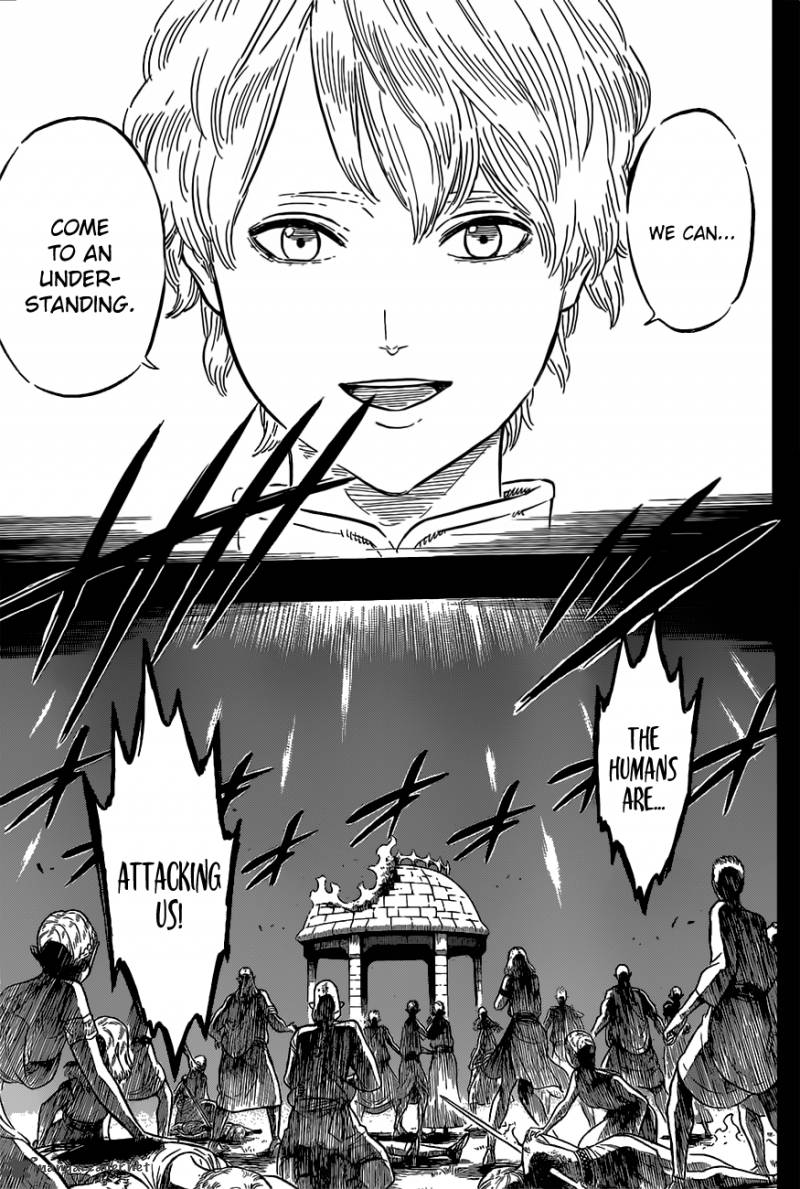 WE CAN...
COME
TO AN
UNDER-
STANDING.
THE
HUMANS
ARE...
ATTACKING
US!